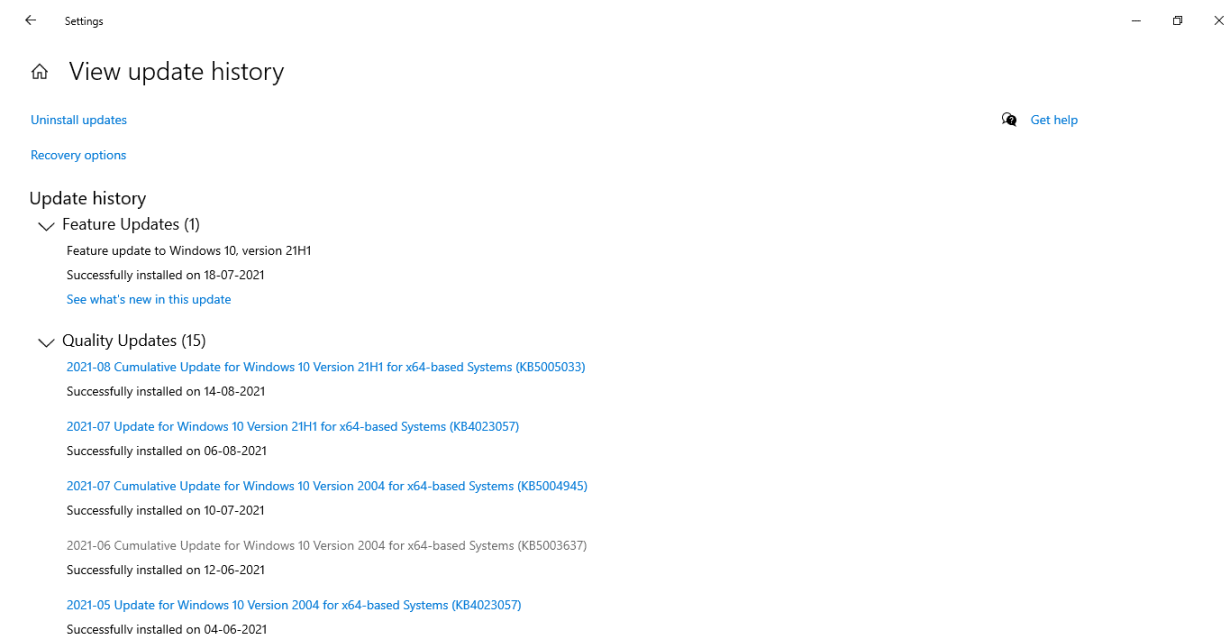 Settings
View update history
Uninstall updates
Get help
Recovery options
Update history
Feature Updates (1)
Feature update to Windows 10, version 21H1
Successfully installed on 18-07-2021
See what's new in this update
Quality Updates (15)
2021-08 Cumulative Update for Windows 10 Version 21H1 for x64-based Systems (KB5005033)
Successfully installed on 14-08-2021
2021-07 Update for Windows 10 Version 21H1 for x64-based Systems (KB4023057)
Successfully installed on 06-08-2021
2021-07 Cumulative Update for Windows 10 Version 2004 for x64-based Systems (KB5004945)
Successfully installed on 10-07-2021
2021-06 Cumulative Update for Windows 10 Version 2004 for x64-based Systems (KB5003637)
Successfully installed on 12-06-2021
2021-05 Update for Windows 10 Version 2004 for x64-based Systems (KB4023057)
Successfully installed on 04-06-2021